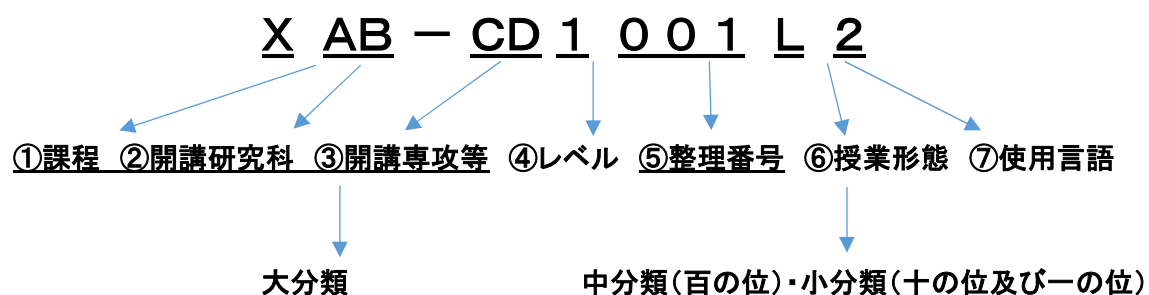 X AB－CD1 ００１ L ２
①課程 ②開講研究科 ③開講専攻等 ④レベル ⑤整理番号 ⑥授業形態 ⑦使用言語
大分類 中分類（百の位）・小分類（十の位及び一の位）